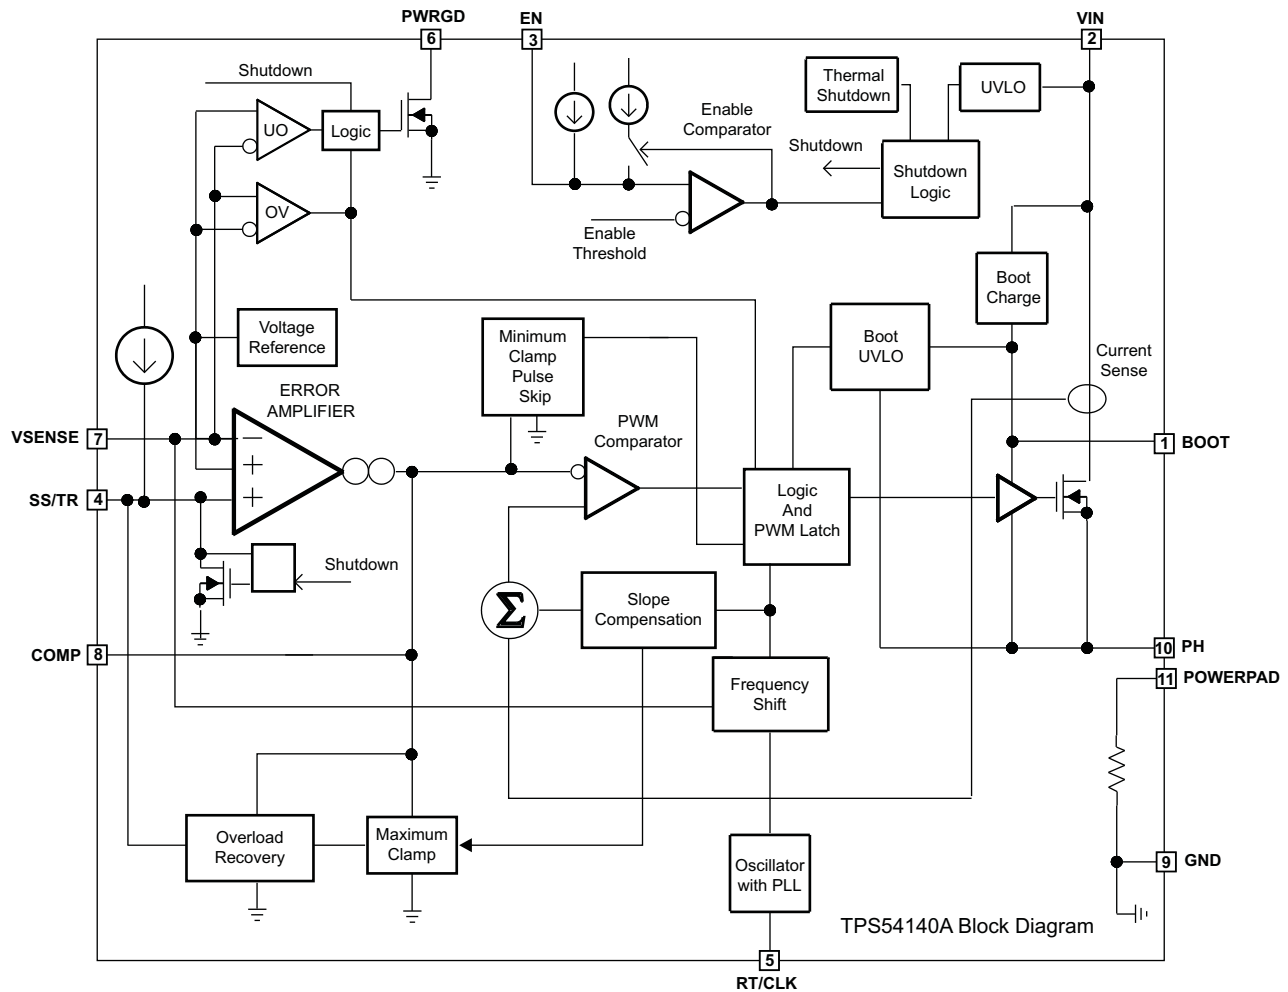 PWRGD
EN
VIN
6
3
2
Shutdown
Thermal
Shutdown
UVLO
Enable
Comparator
UO
Logic
Shutdown
Shutdown
Logic
OV
Enable
Threshold
Boot
Charge
Voltage
Reference
Minimum
Clamp
Pulse
Skip
Boot
UVLO
Current
Sense
ERROR
AMPLIFIER
PWM
Comparator
VSENSE
7
1
BOOT
SS/TR
4
Logic
And
PWM Latch
Shutdown
Σ
Slope
Compensation
COMP
8
10
PH
11
POWERPAD
Frequency
Shift
Overload
Recovery
Maximum
Clamp
Oscillator
with PLL
9
GND
TPS54140A Block Diagram
5
RT/CLK